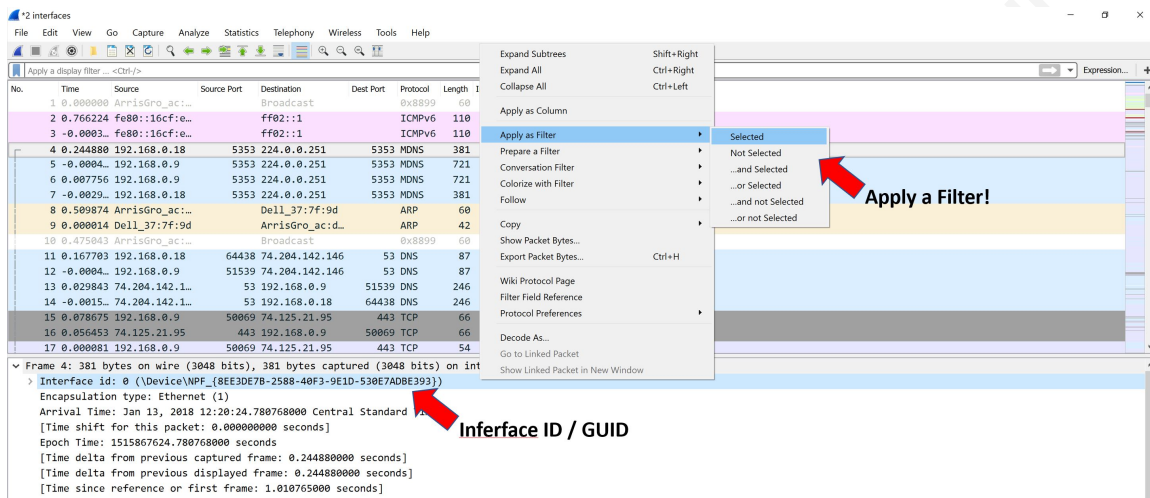 *2 interfaces
File Edit View Go Capture Analyze Statistics Telephony Wireless Tools Help
Apply a display filter ... <Ctrl-/>
Expression...
+
No. Time Source Source Port Destination Dest Port Protocol Length I
1 0.000000 ArrisGro_ac:… Broadcast 0x8899 60
2 0.766224 fe80::16cf:e… ff02::1 ICMPv6 110
3 -0.0003… fe80::16cf:e… ff02::1 ICMPv6 110
4 0.244880 192.168.0.18 5353 224.0.0.251 5353 MDNS 381
5 -0.0004… 192.168.0.9 5353 224.0.0.251 5353 MDNS 721
6 0.007756 192.168.0.9 5353 224.0.0.251 5353 MDNS 721
7 -0.0029… 192.168.0.18 5353 224.0.0.251 5353 MDNS 381
8 0.509874 ArrisGro_ac:… Dell_37:7f:9d ARP 60
9 0.000014 Dell_37:7f:9d ArrisGro_ac:d… ARP 42
10 0.475043 ArrisGro_ac:… Broadcast 0x8899 60
11 0.167703 192.168.0.18 64438 74.204.142.146 53 DNS 87
12 -0.0004… 192.168.0.9 51539 74.204.142.146 53 DNS 87
13 0.029843 74.204.142.1… 53 192.168.0.9 51539 DNS 246
14 -0.0015… 74.204.142.1… 53 192.168.0.18 64438 DNS 246
15 0.078675 192.168.0.9 50069 74.125.21.95 443 TCP 66
16 0.056453 74.125.21.95 443 192.168.0.9 50069 TCP 66
17 0.000081 192.168.0.9 50069 74.125.21.95 443 TCP 54
Expand Subtrees Shift+Right
Expand All Ctrl+Right
Collapse All Ctrl+Left
Apply as Column
Apply as Filter
Prepare a Filter
Conversation Filter
Colorize with Filter
Follow
Copy
Show Packet Bytes...
Export Packet Bytes... Ctrl+H
Wiki Protocol Page
Filter Field Reference
Protocol Preferences
Decode As...
Go to Linked Packet
Show Linked Packet in New Window
Selected
Not Selected
...and Selected
...or Selected
...and not Selected
...or not Selected
Apply a Filter!
Frame 4: 381 bytes on wire (3048 bits), 381 bytes captured (3048 bits) on int
Interface id: 0 (\Device\NPF_{8EE3DE7B-2588-40F3-9E1D-530E7ADBE393})
Encapsulation type: Ethernet (1)
Arrival Time: Jan 13, 2018 12:20:24.780768000 Central Standard
[Time shift for this packet: 0.000000000 seconds]
Epoch Time: 1515867624.780768000 seconds
[Time delta from previous captured frame: 0.244880000 seconds]
[Time delta from previous displayed frame: 0.244880000 seconds]
[Time since reference or first frame: 1.010765000 seconds]
Inferface ID / GUID